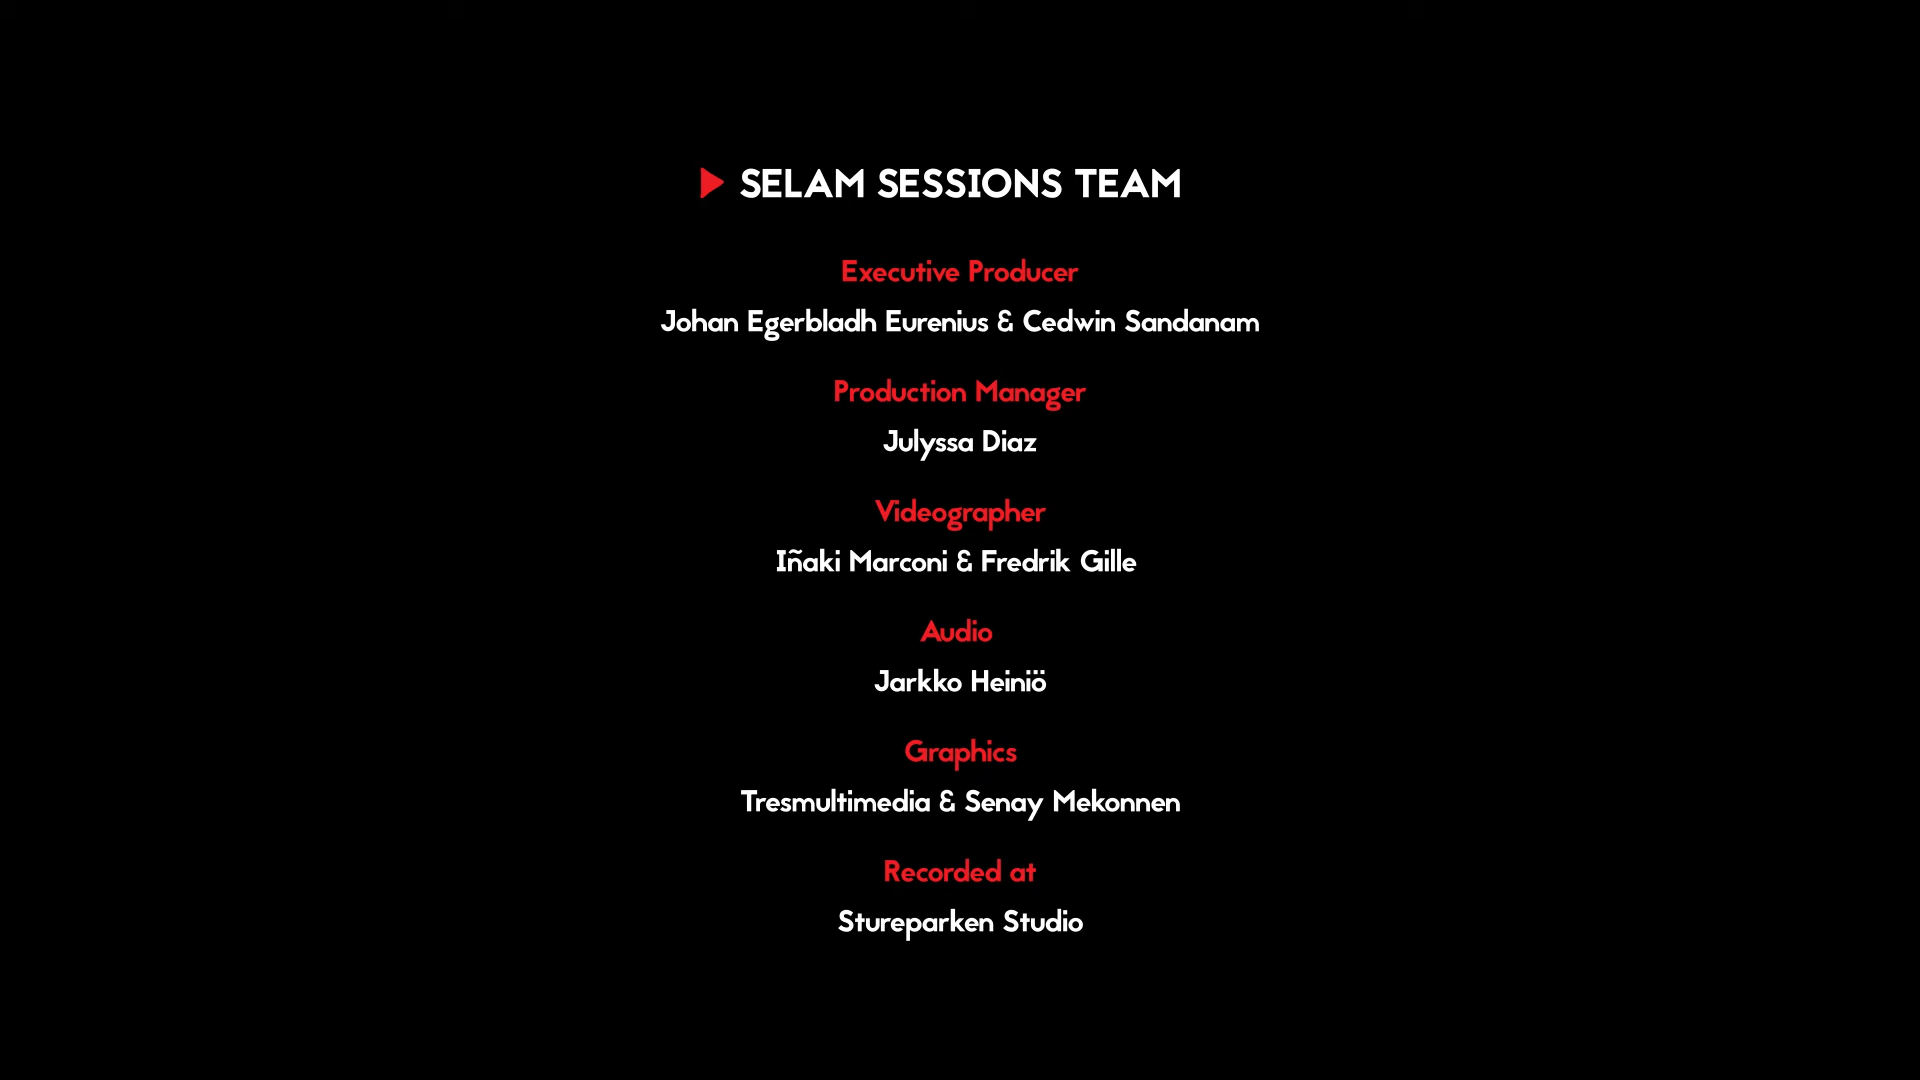 SELAM SESSIONS TEAM
Executive Producer
Johan Egerbladh Eurenius & Cedwin Sandanam
Production Manager
Julyssa Diaz
Videographer
Iñaki Marconi & Fredrik Gille
Audio
Jarkko Heiniö
Graphics
Tresmultimedia & Senay Mekonnen
Recorded at
Stureparken Studio